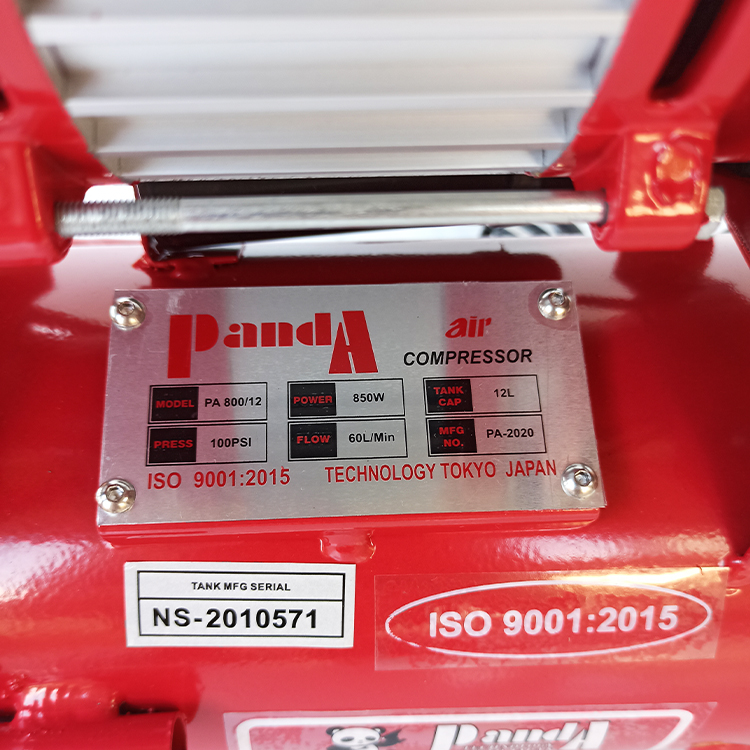 PandA air
COMPRESSOR
MODEL PA 800/12 POWER 850W TANK CAP 12L
PRESS 100PSI FLOW 60L/Min MFG NO. PA-2020
ISO 9001:2015 TECHNOLOGY TOKYO JAPAN
TANK MFG SERIAL
NS-2010571
ISO 9001:2015
PandA